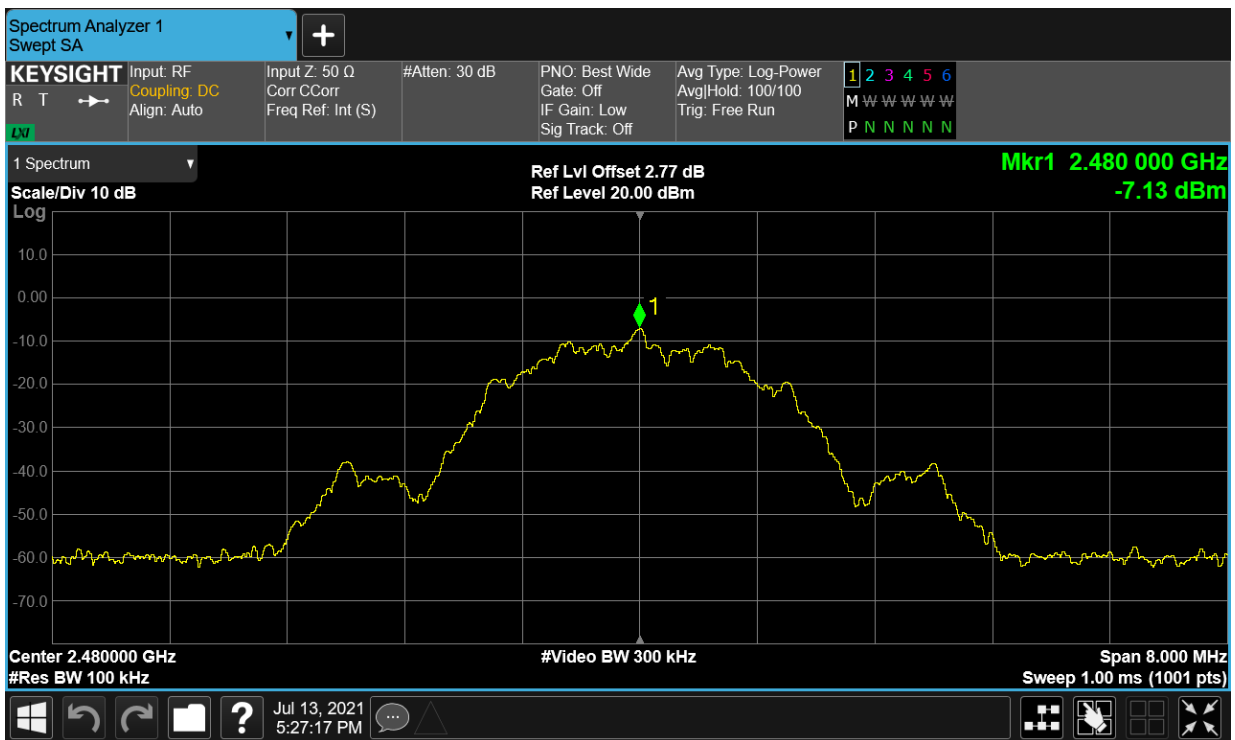 Spectrum Analyzer 1
Swept SA
KEYSIGHT
R T
LXI
Input: RF
Coupling: DC
Align: Auto
Input Z: 50 Ω
Corr CCorr
Freq Ref: Int (S)
#Atten: 30 dB
PNO: Best Wide
Gate: Off
IF Gain: Low
Sig Track: Off
Avg Type: Log-Power
Avg|Hold: 100/100
Trig: Free Run
1 2 3 4 5 6
M W W W W W
P N N N N N
1 Spectrum
Scale/Div 10 dB
Ref Lvl Offset 2.77 dB
Ref Level 20.00 dBm
Mkr1 2.480 000 GHz
-7.13 dBm
Log
10.0
0.00
-10.0
-20.0
-30.0
-40.0
-50.0
-60.0
-70.0
1
Center 2.480000 GHz
#Res BW 100 kHz
#Video BW 300 kHz
Span 8.000 MHz
Sweep 1.00 ms (1001 pts)
?
Jul 13, 2021
5:27:17 PM